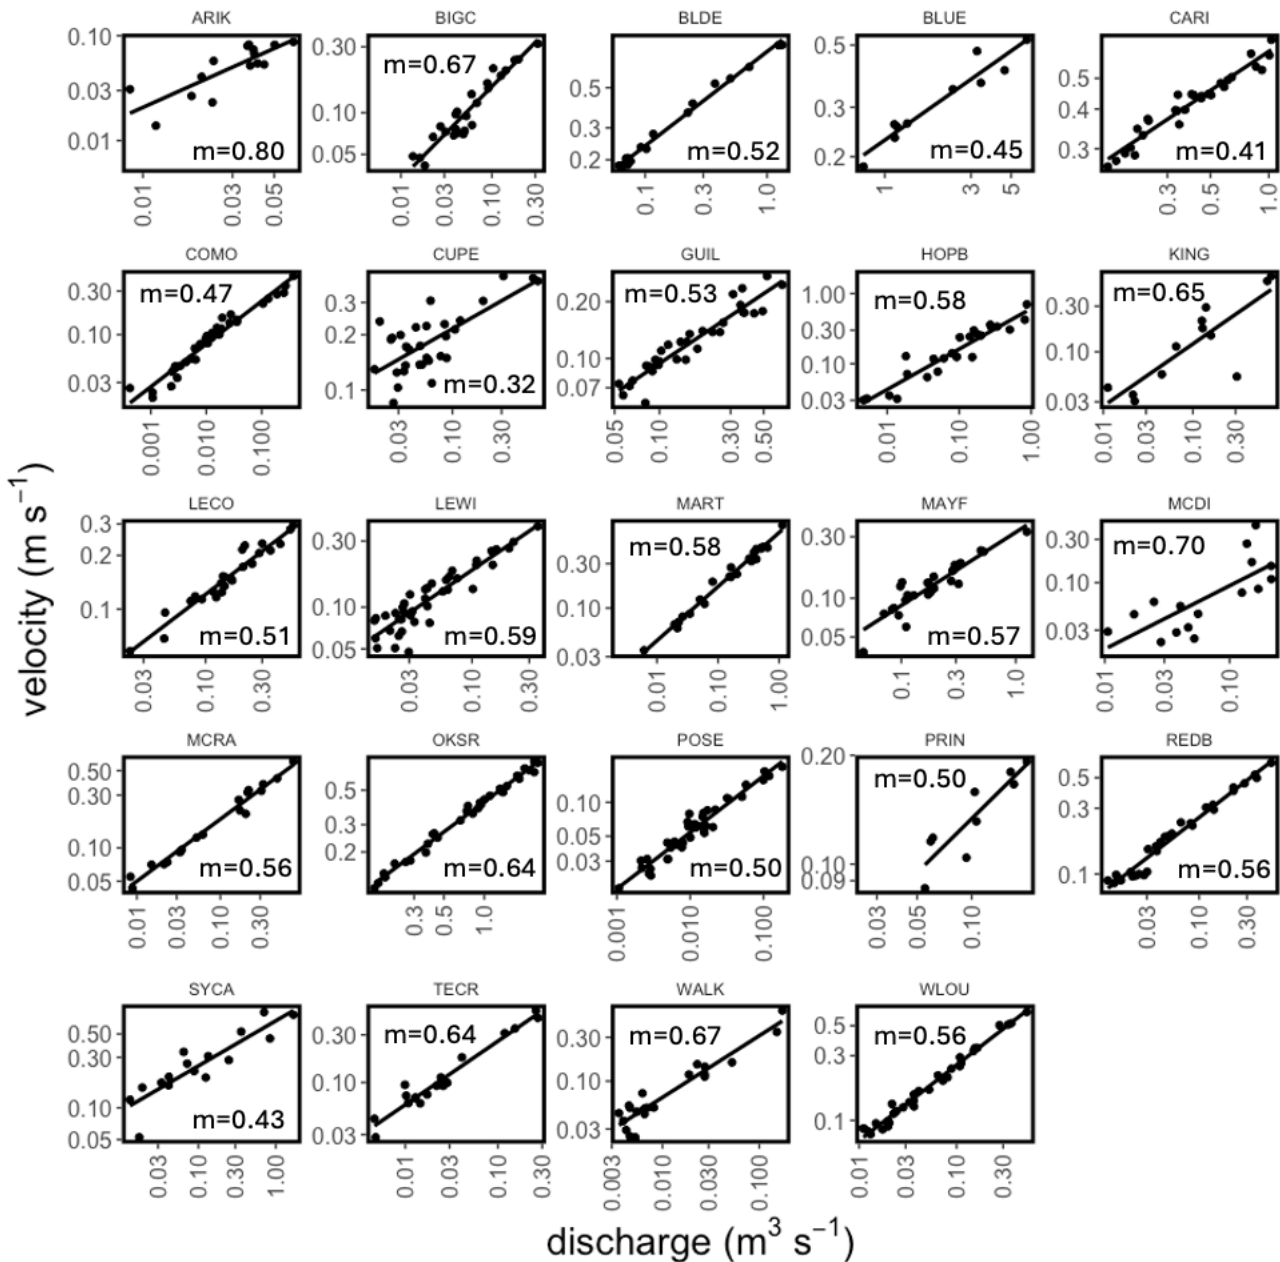 ARIK BIGC BLDE BLUE CARI
0.10
0.03
0.01
m=0.80
0.01 0.03 0.05
0.30
0.10
0.05
m=0.67
0.01 0.03 0.10 0.30
0.5
0.3
0.2
m=0.52
0.1 0.3 1.0
0.5
0.3
0.2
m=0.45
1 3 5
0.5
0.4
0.3
m=0.41
0.3 0.5 1.0
COMO CUPE GUIL HOPB KING
0.30
0.10
0.03
m=0.47
0.001 0.010 0.100
0.3
0.2
0.1
m=0.32
0.03 0.10 0.30
0.20
0.10
0.07
m=0.53
0.05 0.10 0.30 0.50
1.00
0.30
0.10
0.03
m=0.58
0.01 0.10 1.00
0.30
0.10
0.03
m=0.65
0.01 0.03 0.10 0.30
velocity (m s⁻¹)
LECO LEWI MART MAYF MCDI
0.3
0.2
0.1
m=0.51
0.03 0.10 0.30
0.30
0.10
0.05
m=0.59
0.03 0.10 0.30
0.30
0.10
0.03
m=0.58
0.01 0.10 1.00
0.30
0.10
0.05
m=0.57
0.1 0.3 1.0
0.30
0.10
0.03
m=0.70
0.01 0.03 0.10
MCRA OKSR POSE PRIN REDB
0.50
0.30
0.10
0.05
m=0.56
0.01 0.03 0.10 0.30
0.5
0.3
0.2
m=0.64
0.3 0.5 1.0
0.10
0.05
0.03
m=0.50
0.001 0.010 0.100
0.20
0.10
0.09
m=0.50
0.03 0.05 0.10
0.5
0.3
0.1
m=0.56
0.03 0.10 0.30
SYCA TECR WALK WLOU
0.50
0.30
0.10
0.05
m=0.43
0.03 0.10 0.30 1.00
0.30
0.10
0.03
m=0.64
0.01 0.03 0.10 0.30
0.30
0.10
0.03
m=0.67
0.003 0.010 0.030 0.100
0.5
0.3
0.1
m=0.56
0.01 0.03 0.10 0.30
discharge (m³ s⁻¹)